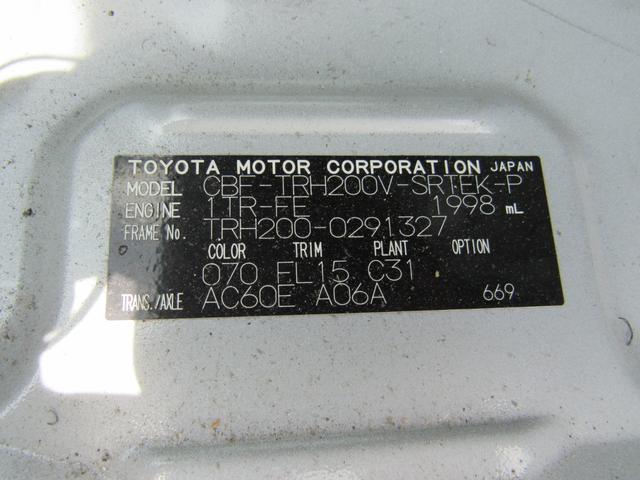 TOYOTA MOTOR CORPORATION JAPAN
MODEL CBF-TRH200V-SRTEK-P
ENGINE 1TR-FE 1998 mL
FRAME No. TRH200-0291327
COLOR TRIM PLANT OPTION
070 FL15 C31
TRANS./AXLE AC60E A06A 669